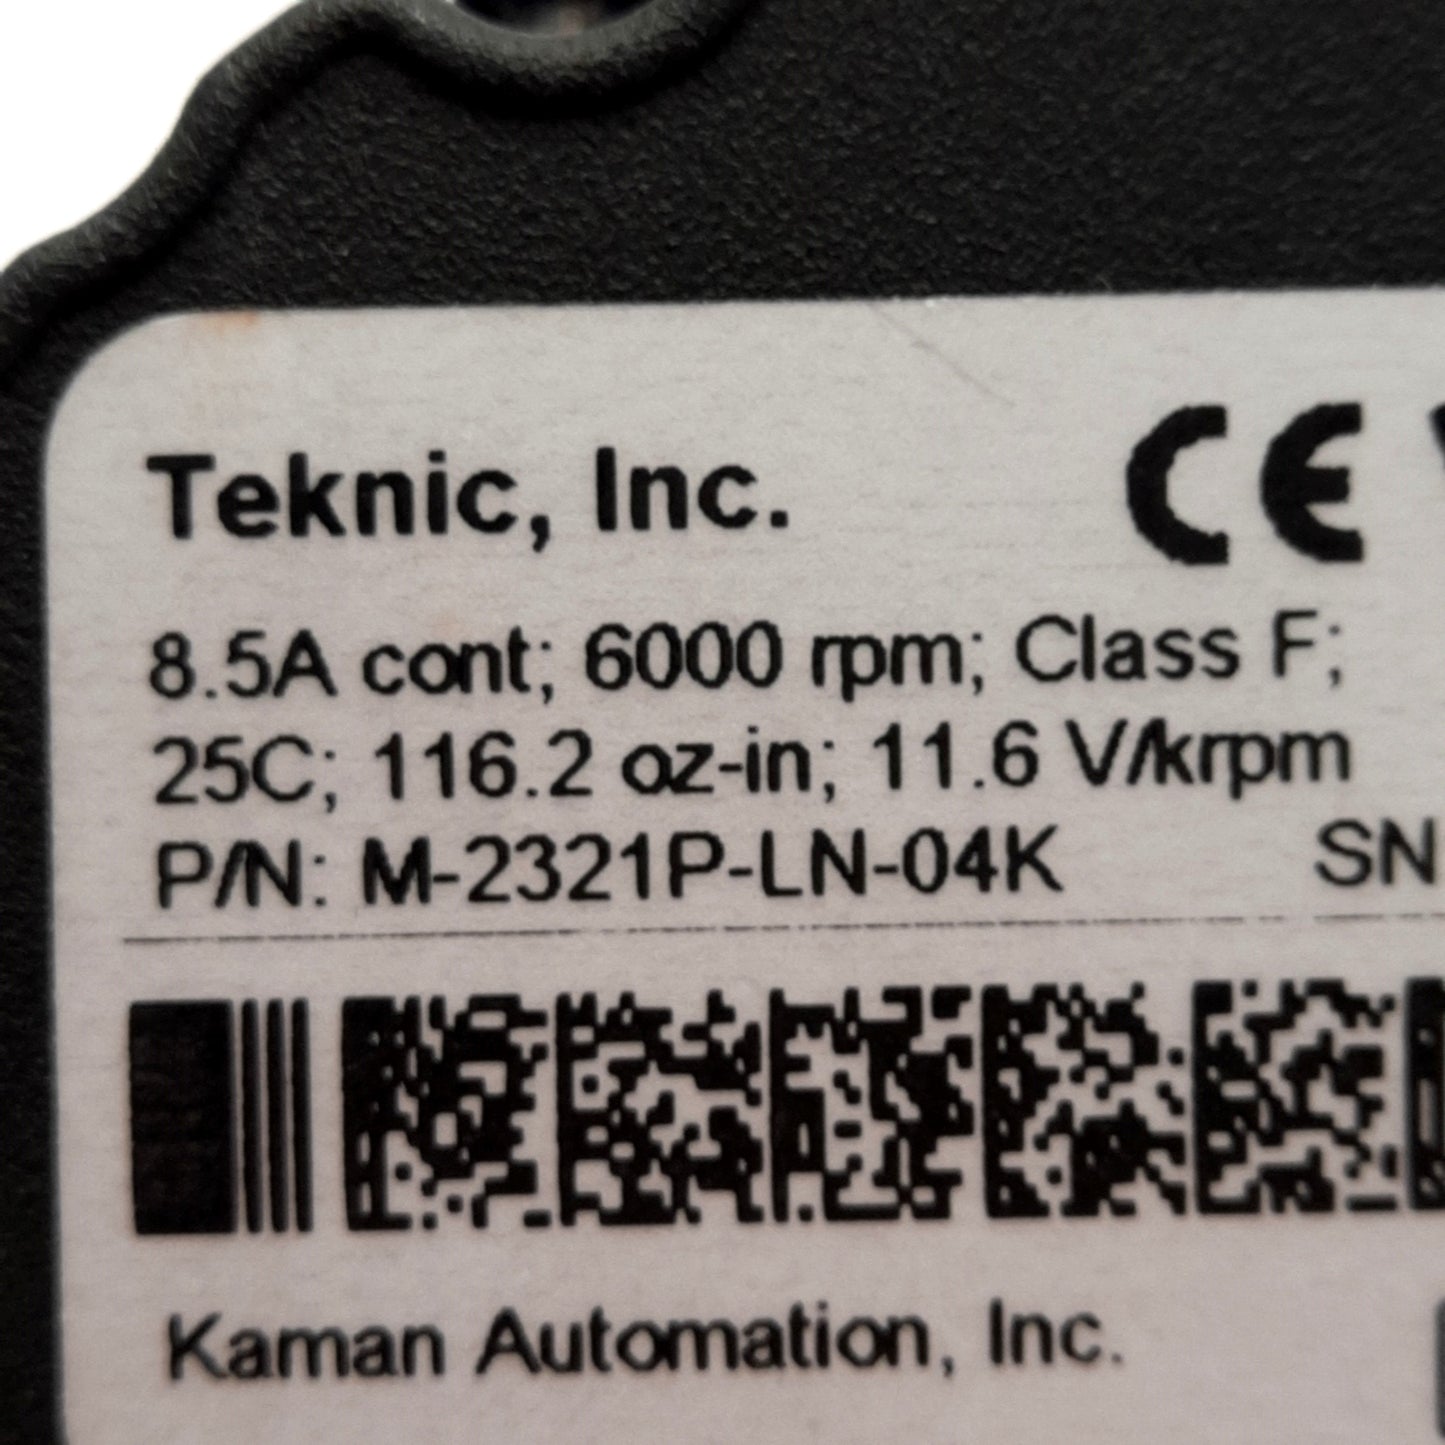 Teknic, Inc. CE
8.5A cont; 6000 rpm; Class F;
25C; 116.2 oz-in; 11.6 V/krpm
P/N: M-2321P-LN-04K SN
Kaman Automation, Inc.